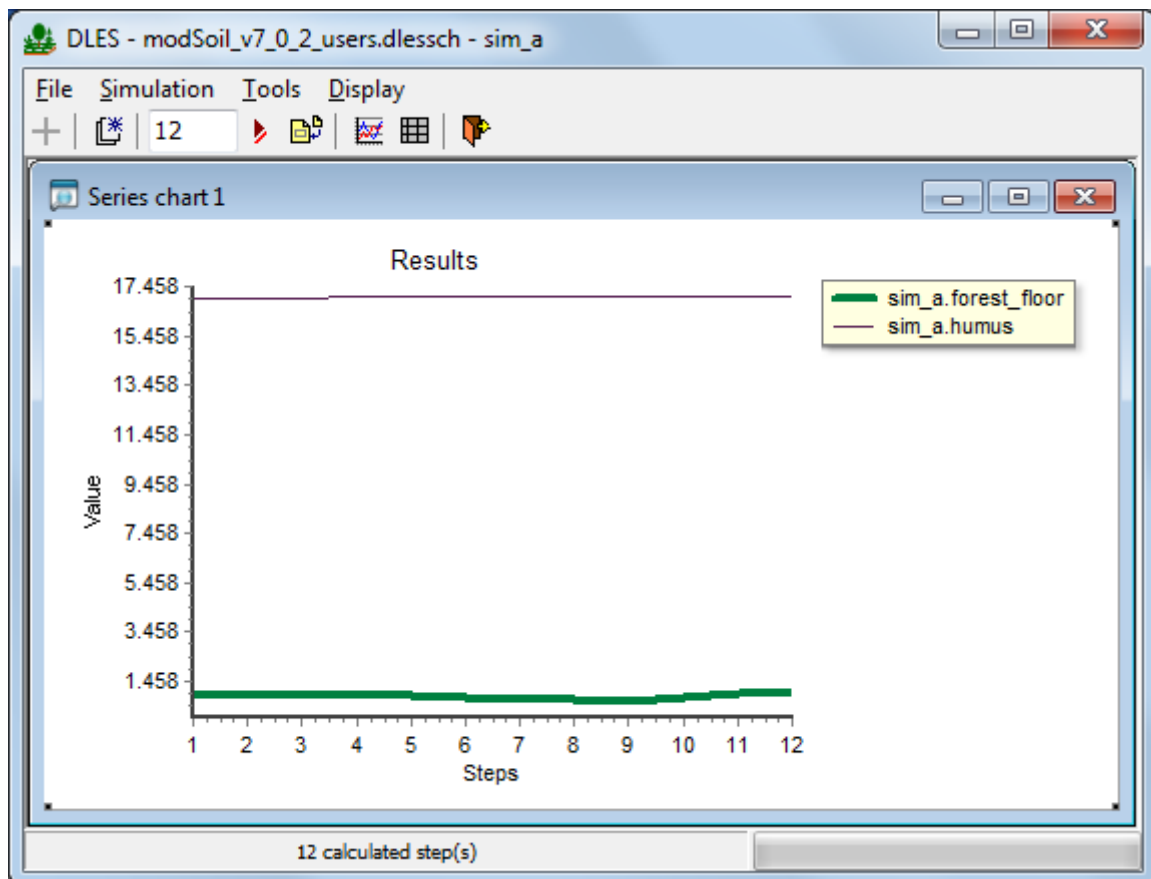 DLES - modSoil_v7_0_2_users.dlessch - sim_a
File Simulation Tools Display
12
Series chart 1
Results
sim_a.forest_floor
sim_a.humus
17.458
15.458
13.458
11.458
9.458
7.458
5.458
3.458
1.458
Value
1 2 3 4 5 6 7 8 9 10 11 12
Steps
12 calculated step(s)